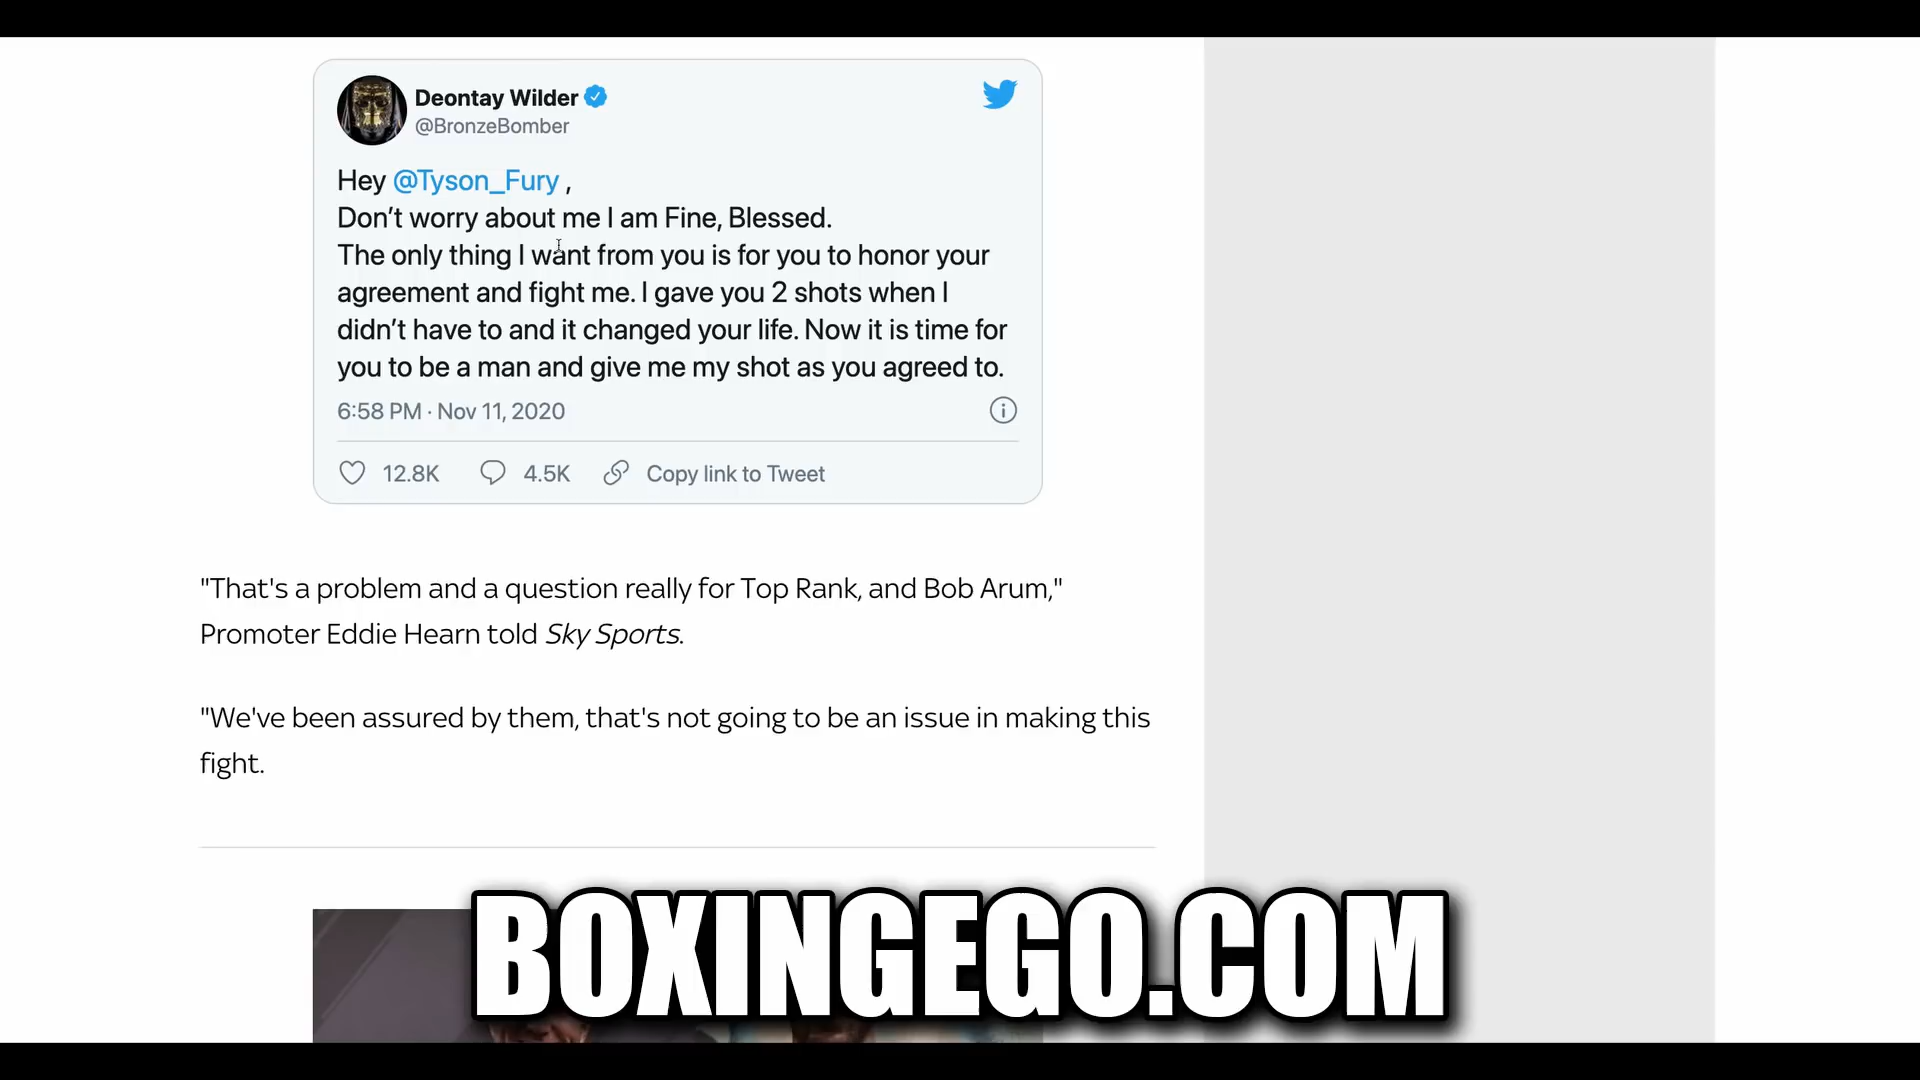 Deontay Wilder
@BronzeBomber
Hey @Tyson_Fury ,
Don’t worry about me I am Fine, Blessed.
The only thing I want from you is for you to honor your
agreement and fight me. I gave you 2 shots when I
didn’t have to and it changed your life. Now it is time for
you to be a man and give me my shot as you agreed to.
6:58 PM · Nov 11, 2020
12.8K 4.5K Copy link to Tweet
"That's a problem and a question really for Top Rank, and Bob Arum,"
Promoter Eddie Hearn told Sky Sports.
"We've been assured by them, that's not going to be an issue in making this
fight.
BOXINGEGO.COM